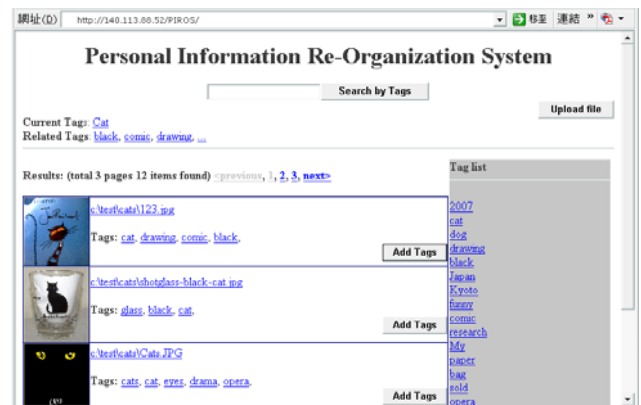 網址(D) http://140.113.88.52/PIROS/ 移至 連結 »
Personal Information Re-Organization System
Search by Tags
Upload file
Current Tags: Cat
Related Tags: black, comic, drawing, ...
Results: (total 3 pages 12 items found) <previous, 1, 2, 3, next>
c:\test\cats\123.jpg
Tags: cat, drawing, comic, black,
Add Tags
c:\test\cats\shotglass-black-cat.jpg
Tags: glass, black, cat,
Add Tags
c:\test\cats\Cats.JPG
Tags: cats, cat, eyes, drama, opera,
Add Tags
Tag list
2007
cat
dog
drawing
black
Japan
Kyoto
funny
comic
research
My
paper
bag
sold
opera